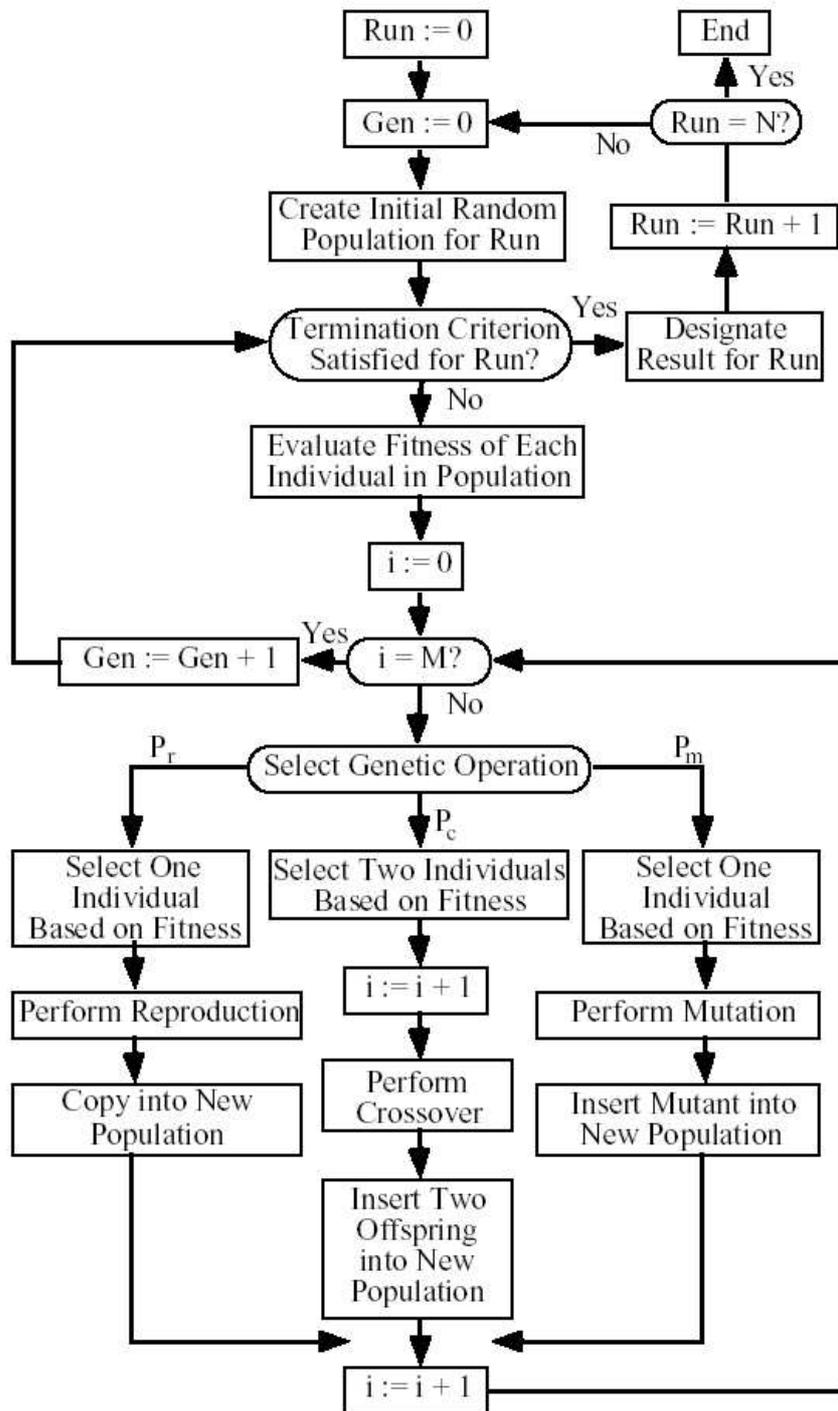 Run := 0
End
Yes
Gen := 0
No
Run = N?
Create Initial Random
Population for Run
Run := Run + 1
Termination Criterion
Satisfied for Run?
Yes
Designate
Result for Run
No
Evaluate Fitness of Each
Individual in Population
i := 0
Gen := Gen + 1
Yes
i = M?
No
Select Genetic Operation
Pr
Pc
Pm
Select One
Individual
Based on Fitness
Select Two Individuals
Based on Fitness
Select One
Individual
Based on Fitness
Perform Reproduction
i := i + 1
Perform Mutation
Copy into New
Population
Perform
Crossover
Insert Mutant into
New Population
Insert Two
Offspring
into New
Population
i := i + 1